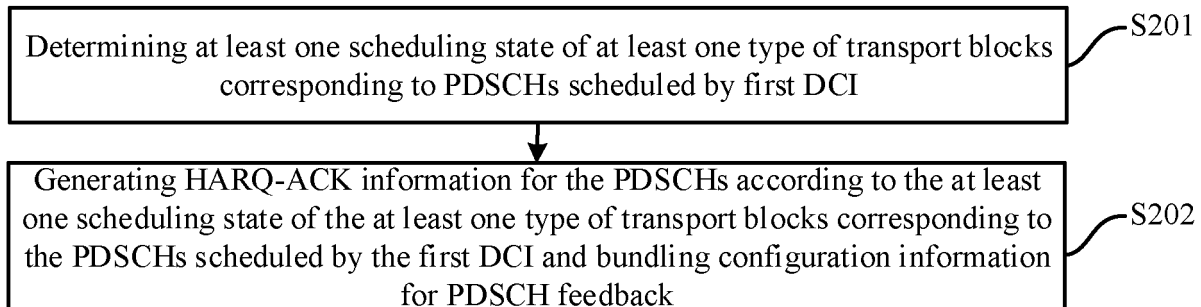 Determining at least one scheduling state of at least one type of transport blocks
corresponding to PDSCHs scheduled by first DCI
S201
Generating HARQ-ACK information for the PDSCHs according to the at least
one scheduling state of the at least one type of transport blocks corresponding to
the PDSCHs scheduled by the first DCI and bundling configuration information
for PDSCH feedback
S202